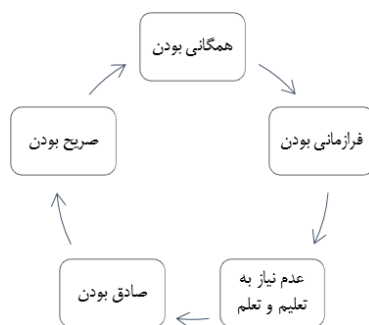 همگانی بودن
فرازمانی بودن
عدم نیاز به
تعلیم و تعلم
صادق بودن
صریح بودن